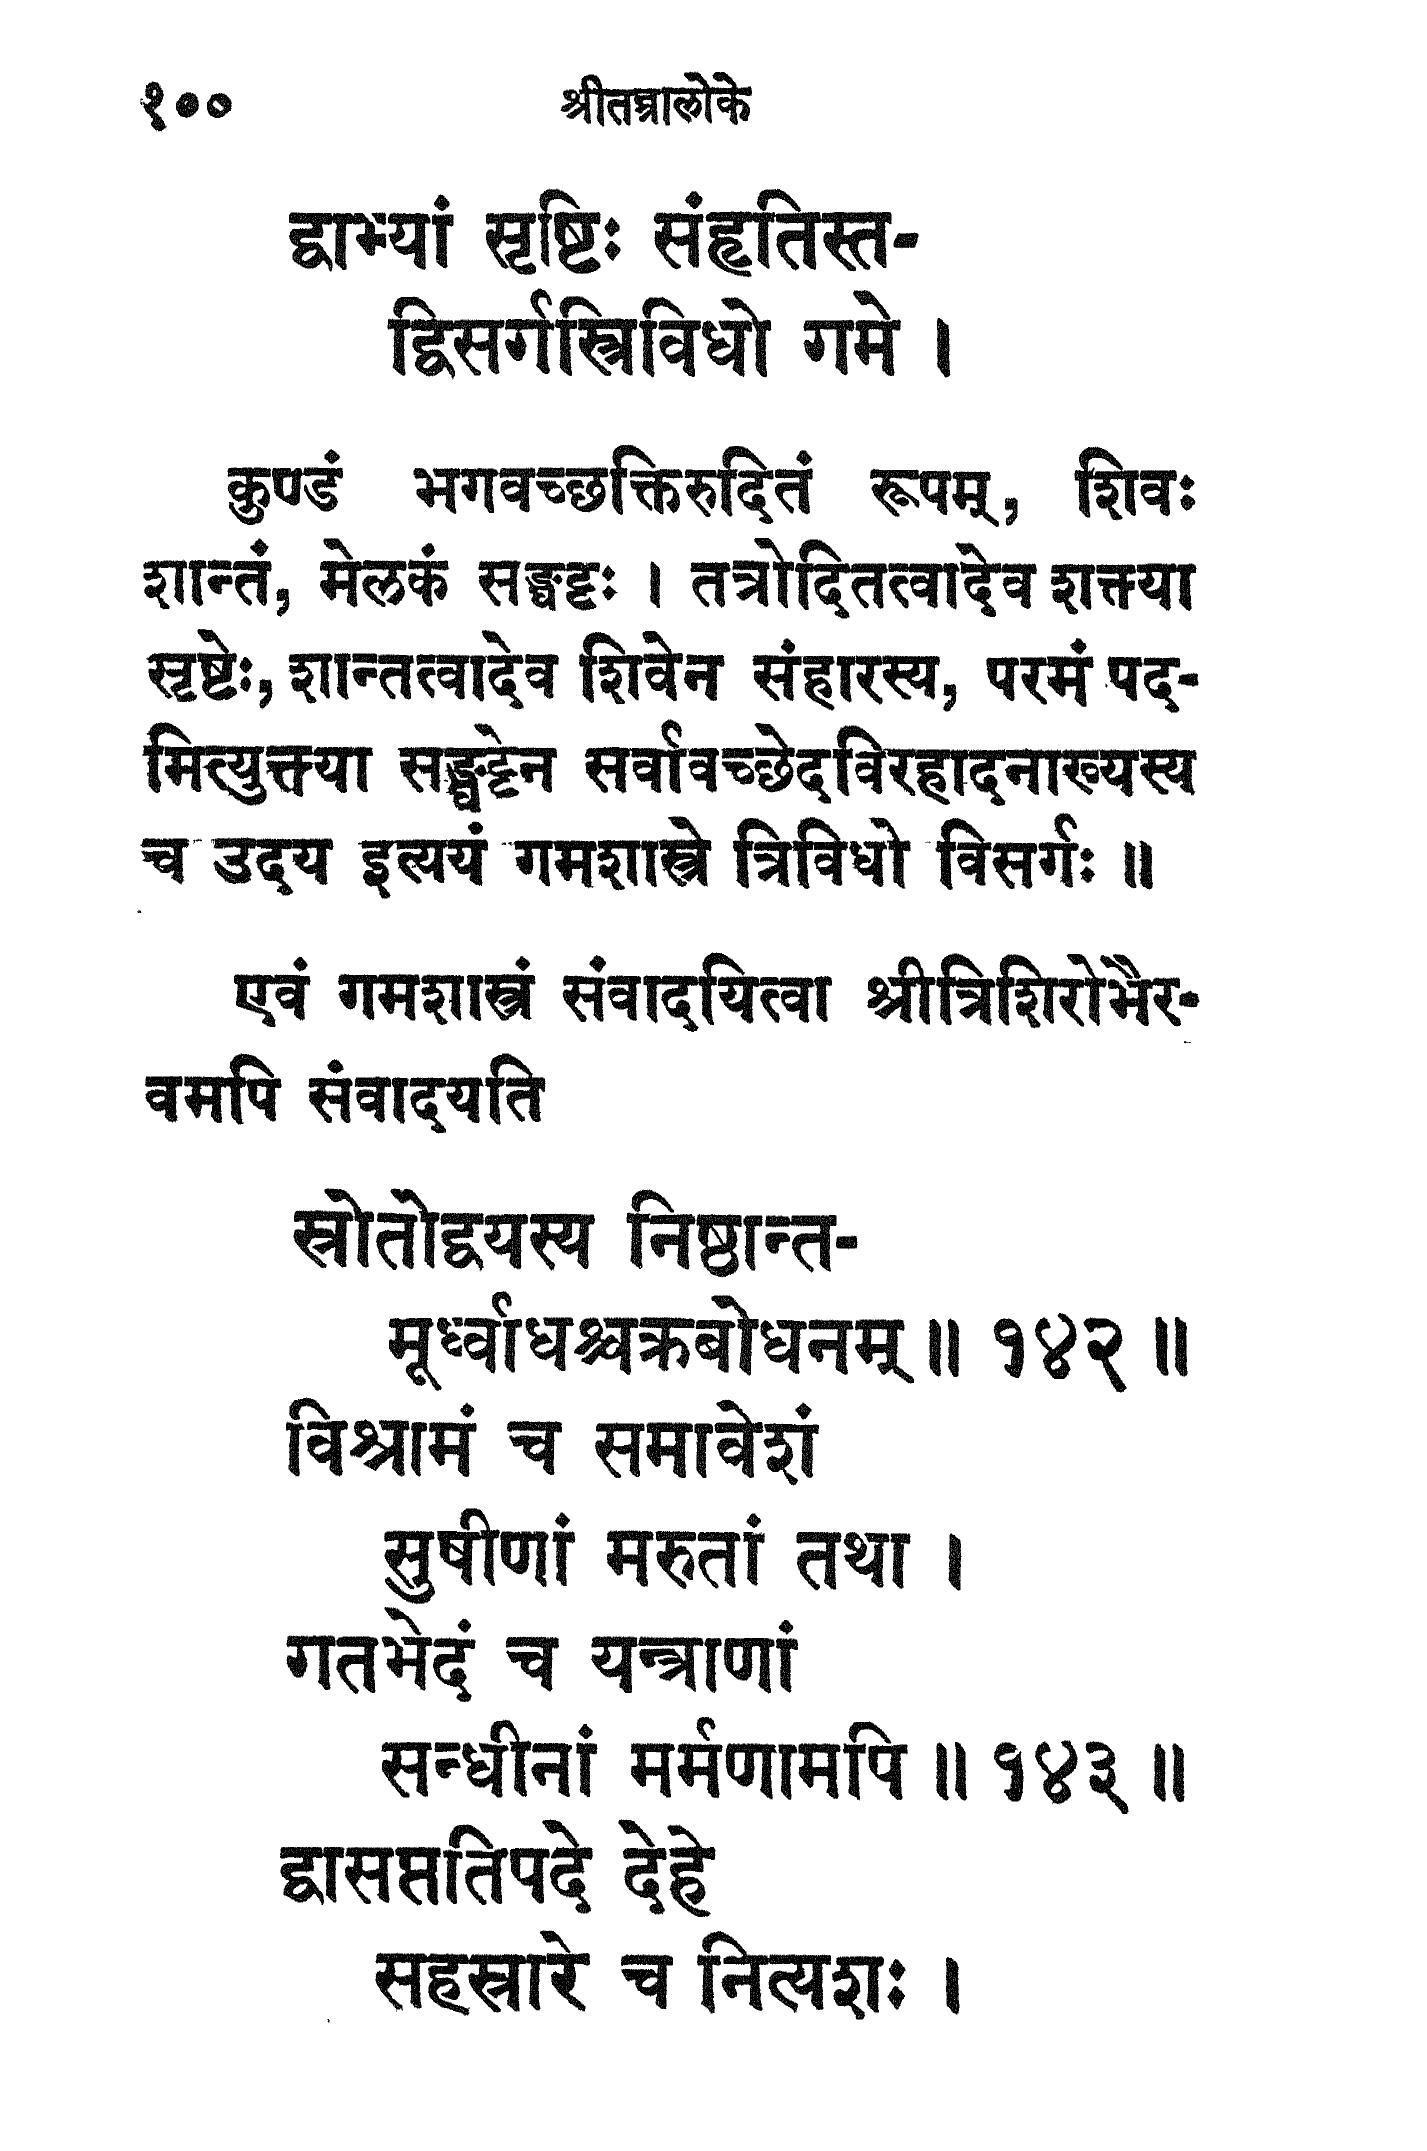 १०० श्रीतन्त्रालोके
द्वाभ्यां सृष्टिः संहृतिस्त-
द्विसर्गस्त्रिविधो गमे ।
कुण्डं भगवच्छक्तिरुदितं रूपम्, शिवः
शान्तं, मेलकं सङ्घट्टः । तत्रोदितत्वादेव शक्त्या
सृष्टेः, शान्तत्वादेव शिवेन संहारस्य, परमं पद-
मित्युक्त्या सङ्घट्टेन सर्वावच्छेदविरहादनाख्यस्य
च उदय इत्ययं गमशास्त्रे त्रिविधो विसर्गः ॥
एवं गमशास्त्रं संवादयित्वा श्रीत्रिशिरोभैर-
वमपि संवादयति
स्रोतोद्वयस्य निष्ठान्त-
मूर्ध्वाधश्चक्रबोधनम् ॥ १४२ ॥
विश्रामं च समावेशं
सुषीणां मरुतां तथा ।
गतभेदं च यन्त्राणां
सन्धीनां मर्मणामपि ॥ १४३ ॥
द्वासप्ततिपदे देहे
सहस्रारे च नित्यशः ।